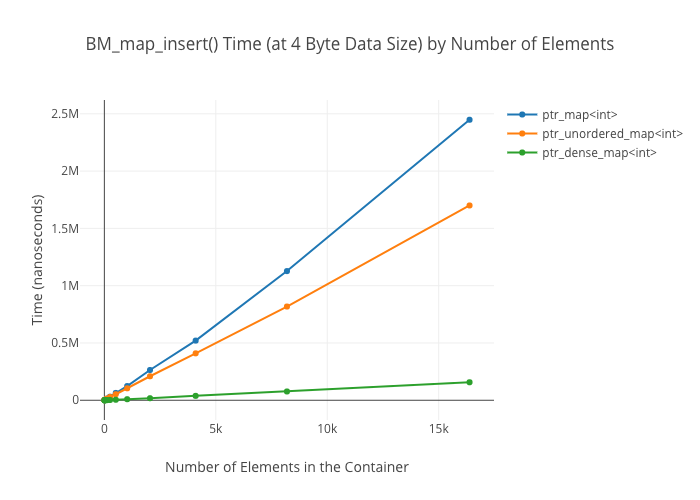 BM_map_insert() Time (at 4 Byte Data Size) by Number of Elements
ptr_map<int>
ptr_unordered_map<int>
ptr_dense_map<int>
Time (nanoseconds)
2.5M
2M
1.5M
1M
0.5M
0
0 5k 10k 15k
Number of Elements in the Container